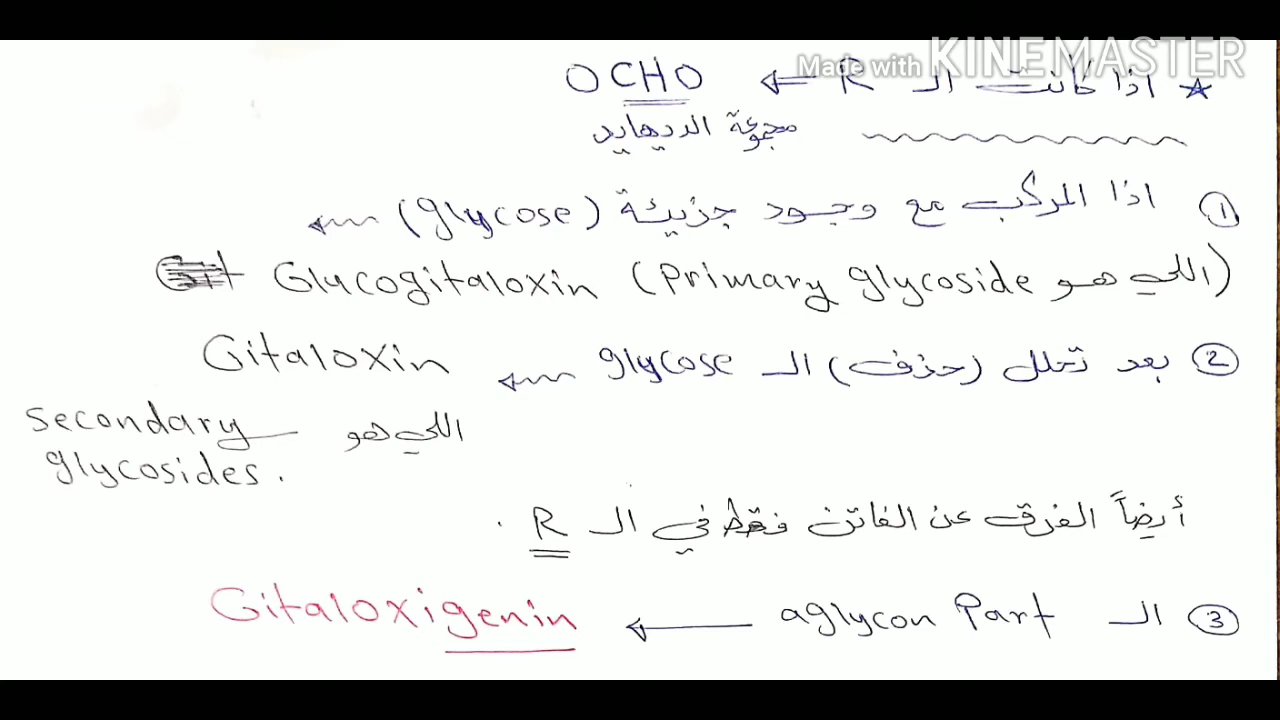 Made with KINEMASTER
☆ اذا كانت الـ R ⇐ OCHO
مجموعة الديهايد
① اذا المركب مع وجود جزيئة (glycose) ←
(اللي هو Primary glycoside) Glucogitaloxin
② بعد تحلل (حذف) الـ glycose ← Gitaloxin
اللي هو secondary
glycosides.
أيضاً الفرق عن الفاتن فقط في الـ R .
③ الـ aglycon Part ← Gitaloxigenin